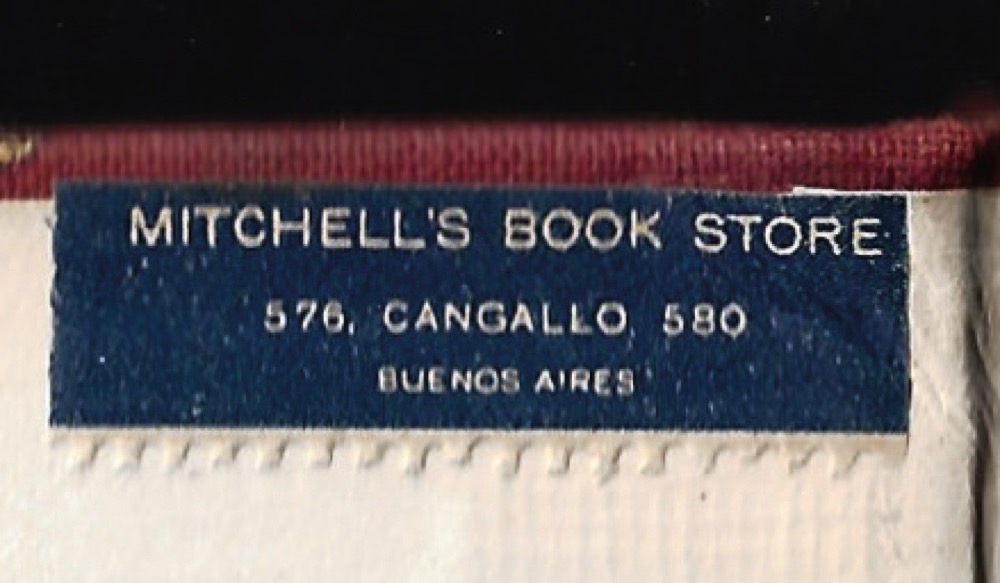 MITCHELL'S BOOK STORE
576, CANGALLO, 580
BUENOS AIRES